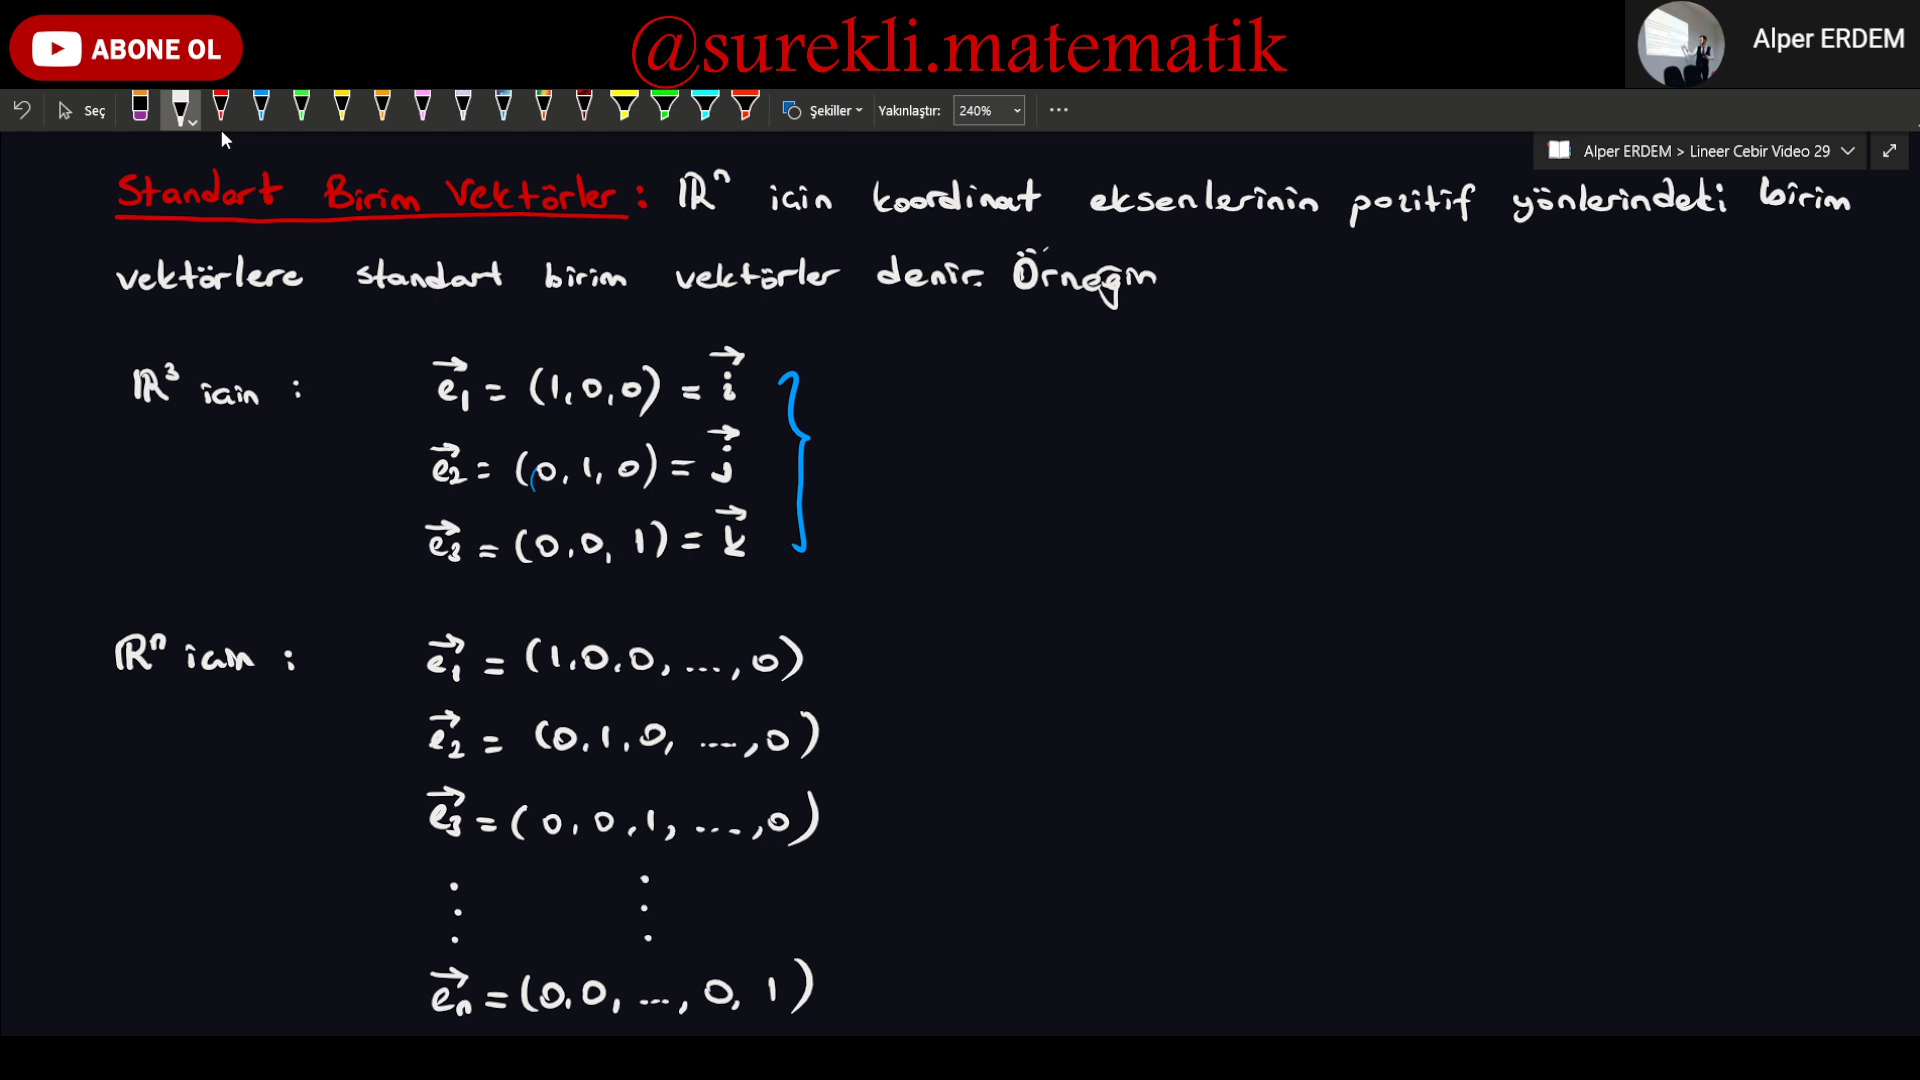 ABONE OL
@surekli.matematik
Alper ERDEM
Seç
Şekiller
Yakınlaştır:
240%
Alper ERDEM > Lineer Cebir Video 29
Standart Birim Vektörler : ℝⁿ için koordinat eksenlerinin pozitif yönlerindeki birim
vektörlere standart birim vektörler denir. Örneğin
ℝ³ için :
e⃗₁ = (1, 0, 0) = i⃗
e⃗₂ = (0, 1, 0) = j⃗
e⃗₃ = (0, 0, 1) = k⃗
ℝⁿ için :
e⃗₁ = (1, 0, 0, ..., 0)
e⃗₂ = (0, 1, 0, ..., 0)
e⃗₃ = (0, 0, 1, ..., 0)
e⃗ₙ = (0, 0, ..., 0, 1)